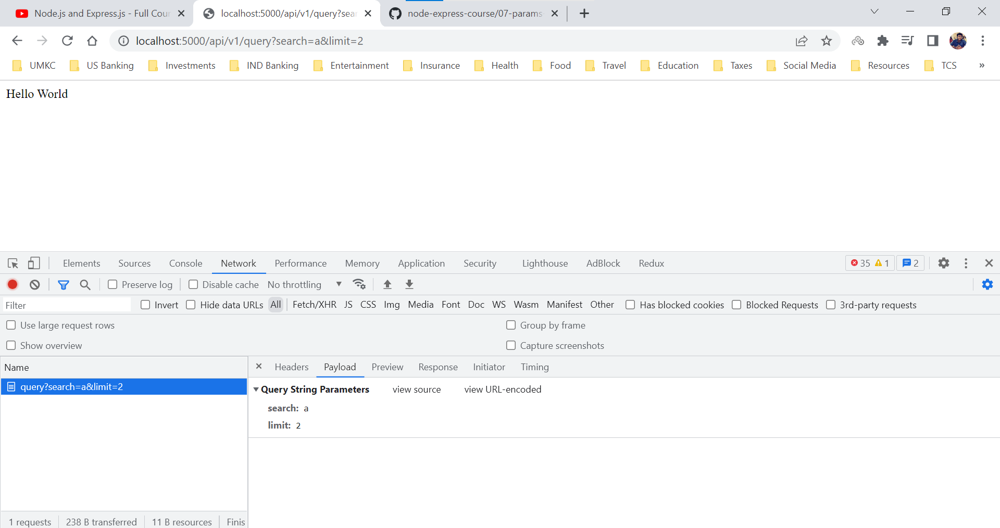 Node.js and Express.js - Full Cour
localhost:5000/api/v1/query?sear
node-express-course/07-params-
localhost:5000/api/v1/query?search=a&limit=2
UMKC US Banking Investments IND Banking Entertainment Insurance Health Food Travel Education Taxes Social Media Resources TCS »
Hello World
Elements Sources Console Network Performance Memory Application Security Lighthouse AdBlock Redux 35 1 2
Preserve log Disable cache No throttling
Filter Invert Hide data URLs All Fetch/XHR JS CSS Img Media Font Doc WS Wasm Manifest Other Has blocked cookies Blocked Requests 3rd-party requests
Use large request rows Group by frame
Show overview Capture screenshots
Name Headers Payload Preview Response Initiator Timing
query?search=a&limit=2
Query String Parameters view source view URL-encoded
search: a
limit: 2
1 requests 238 B transferred 11 B resources Finis